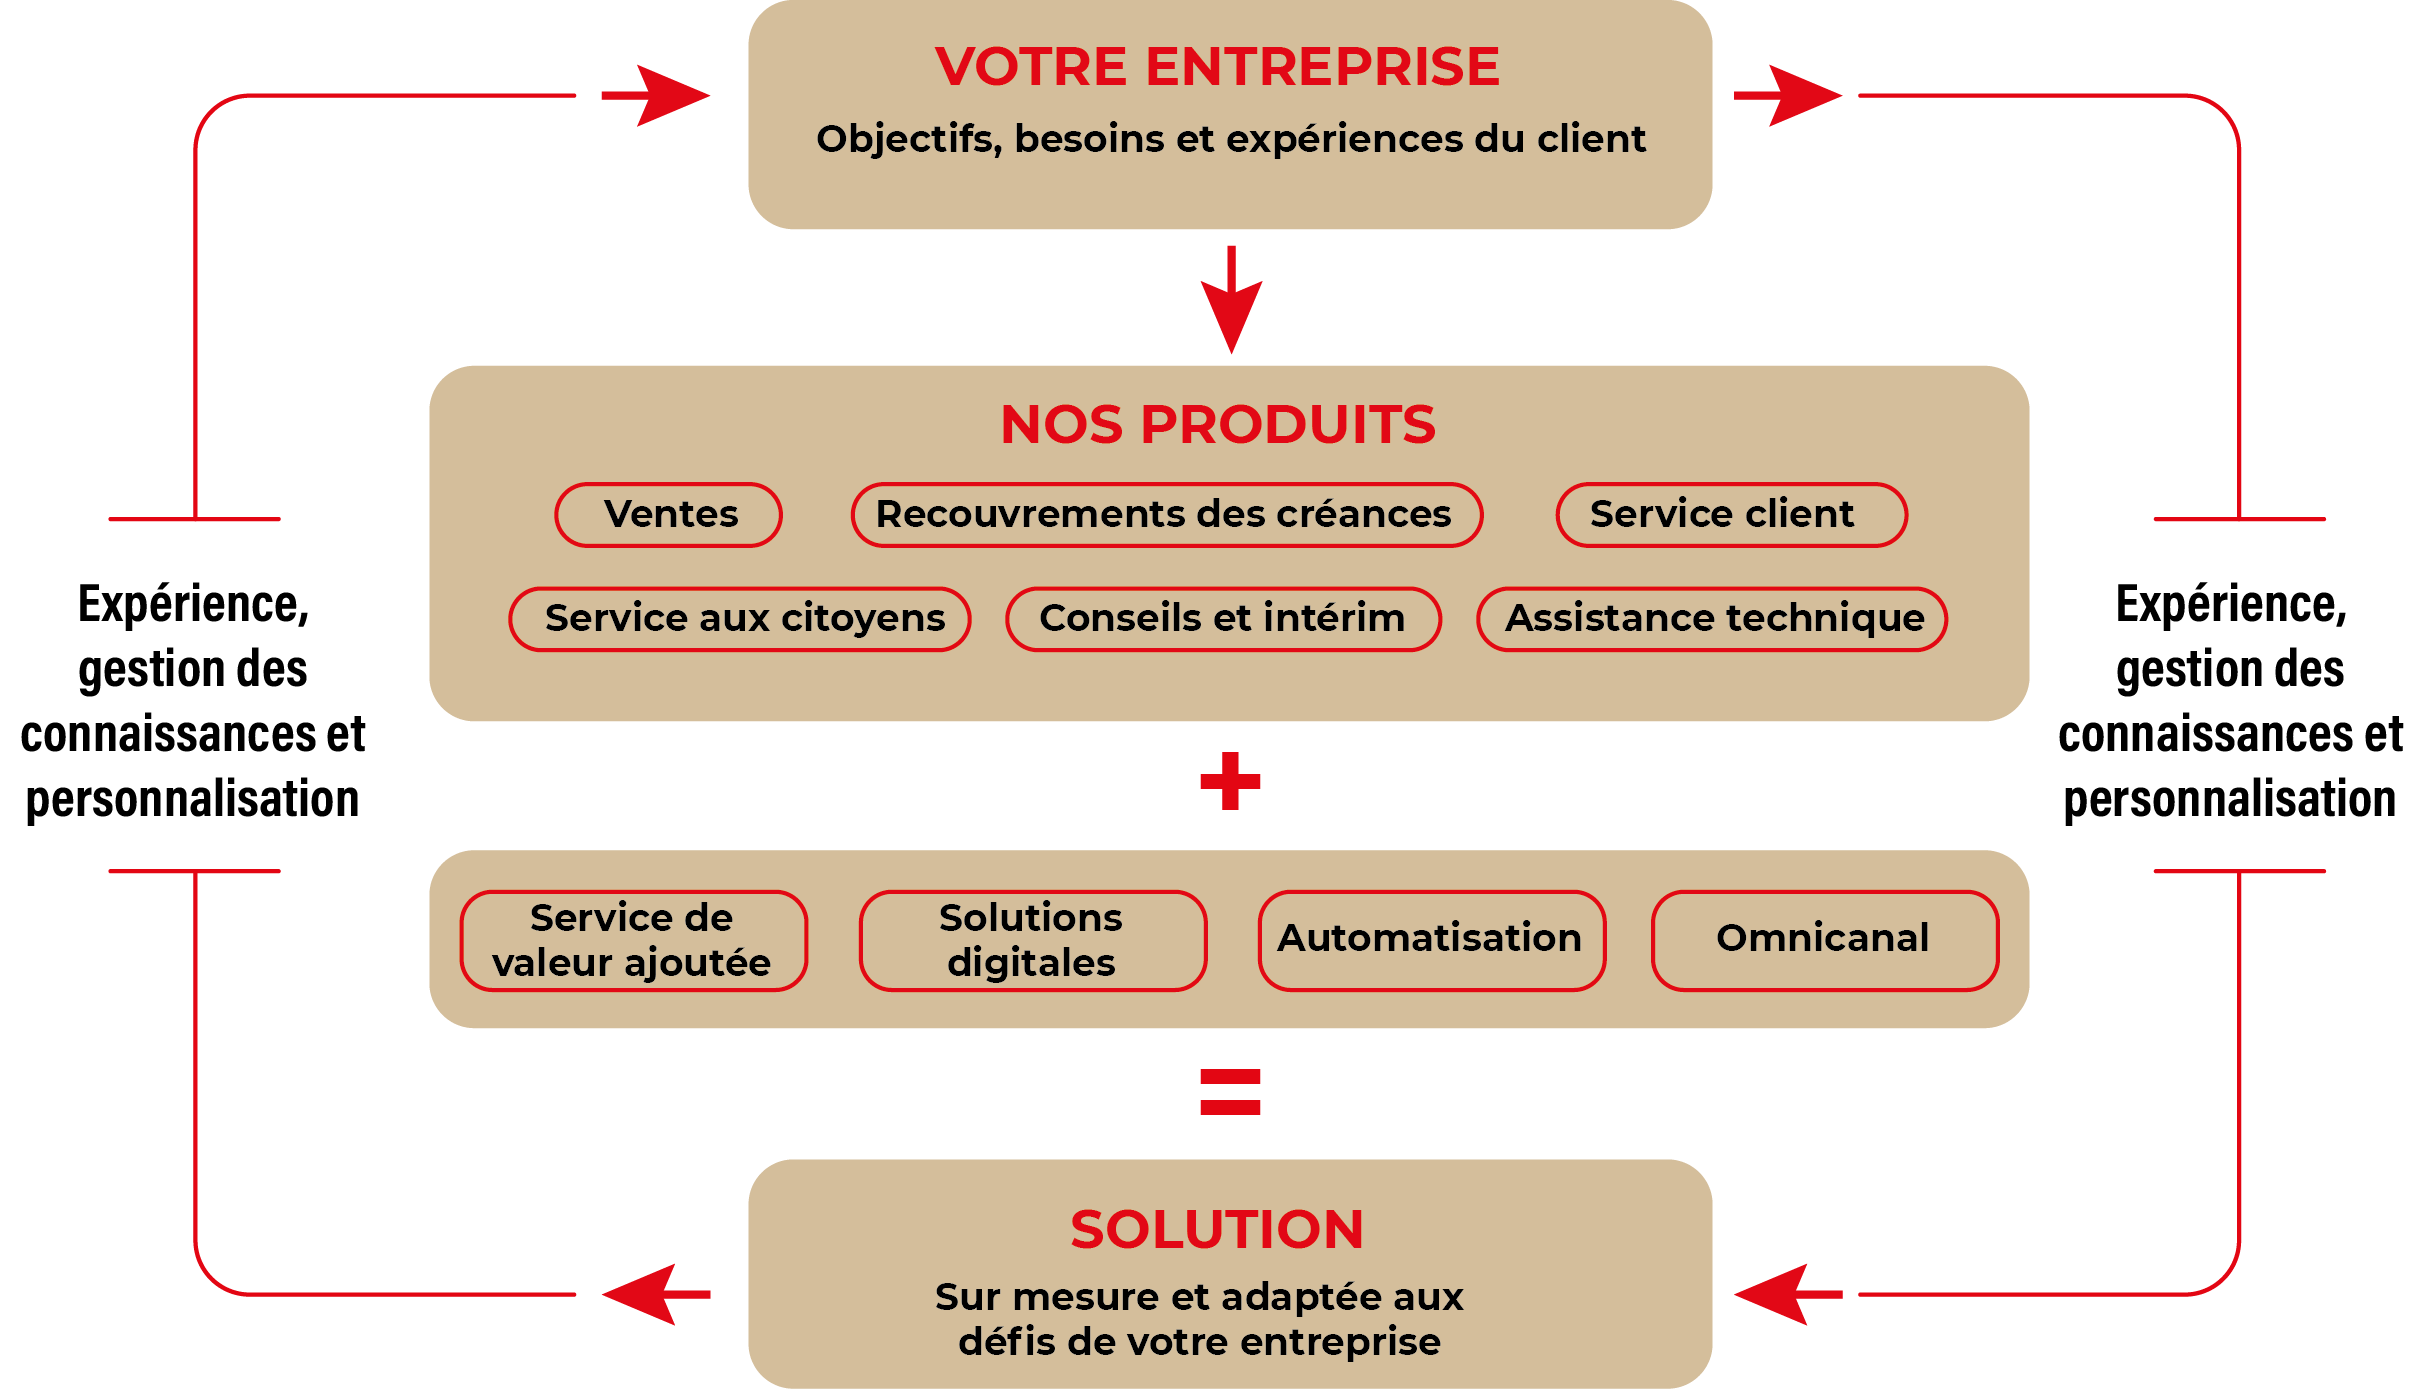 VOTRE ENTREPRISE
Objectifs, besoins et expériences du client
NOS PRODUITS
Ventes
Recouvrements des créances
Service client
Service aux citoyens
Conseils et intérim
Assistance technique
Expérience,
gestion des
connaissances et
personnalisation
Expérience,
gestion des
connaissances et
personnalisation
+
Service de
valeur ajoutée
Solutions
digitales
Automatisation
Omnicanal
=
SOLUTION
Sur mesure et adaptée aux
défis de votre entreprise